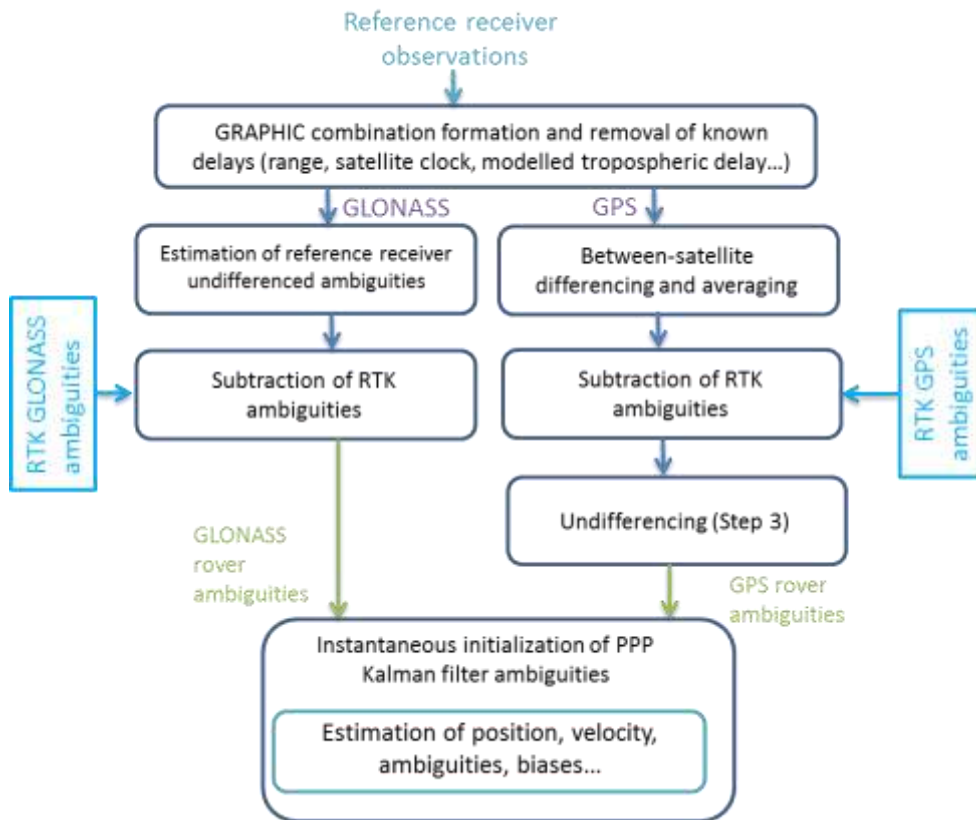 Reference receiver
observations
GRAPHIC combination formation and removal of known
delays (range, satellite clock, modelled tropospheric delay…)
GLONASS
GPS
Estimation of reference receiver
undifferenced ambiguities
Between-satellite
differencing and averaging
RTK GLONASS
ambiguities
Subtraction of RTK
ambiguities
Subtraction of RTK
ambiguities
RTK GPS
ambiguities
Undifferencing (Step 3)
GLONASS
rover
ambiguities
GPS rover
ambiguities
Instantaneous initialization of PPP
Kalman filter ambiguities
Estimation of position, velocity,
ambiguities, biases…